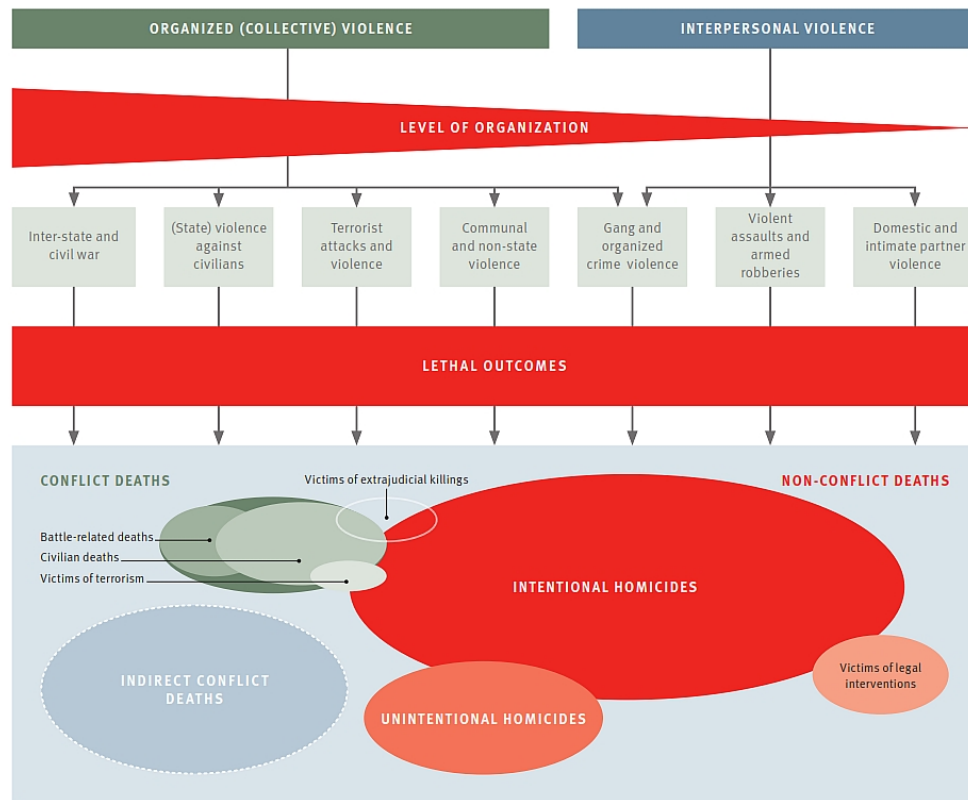 ORGANIZED (COLLECTIVE) VIOLENCE
INTERPERSONAL VIOLENCE
LEVEL OF ORGANIZATION
Inter-state and
civil war
(State) violence
against
civilians
Terrorist
attacks and
violence
Communal
and non-state
violence
Gang and
organized
crime violence
Violent
assaults and
armed
robberies
Domestic and
intimate partner
violence
LETHAL OUTCOMES
CONFLICT DEATHS
Victims of extrajudicial killings
NON-CONFLICT DEATHS
Battle-related deaths
Civilian deaths
Victims of terrorism
INTENTIONAL HOMICIDES
INDIRECT CONFLICT
DEATHS
UNINTENTIONAL HOMICIDES
Victims of legal
interventions